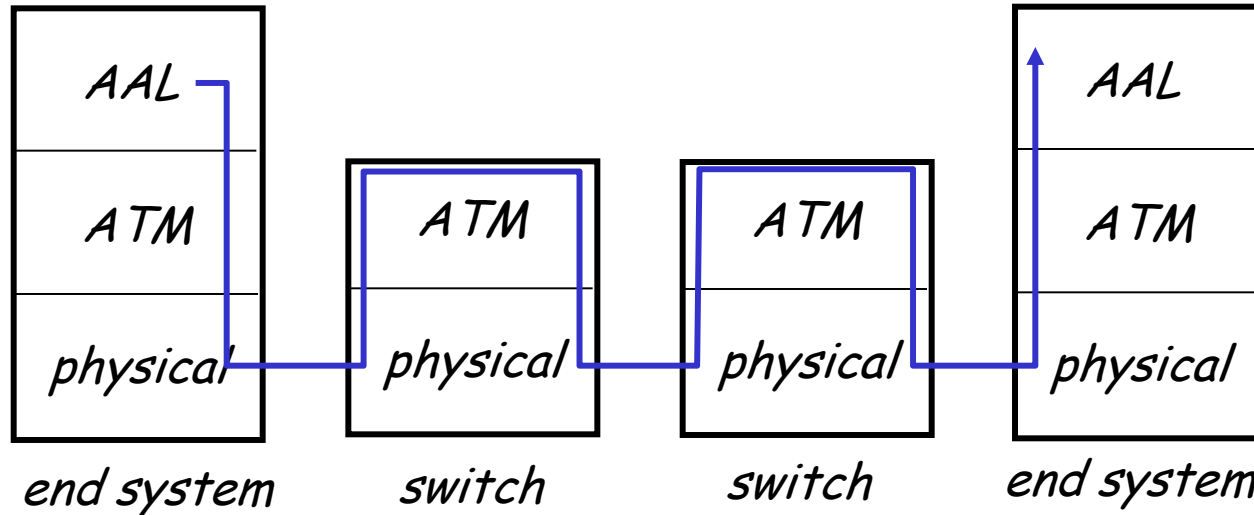 AAL
ATM
physical
end system
ATM
physical
switch
ATM
physical
switch
AAL
ATM
physical
end system